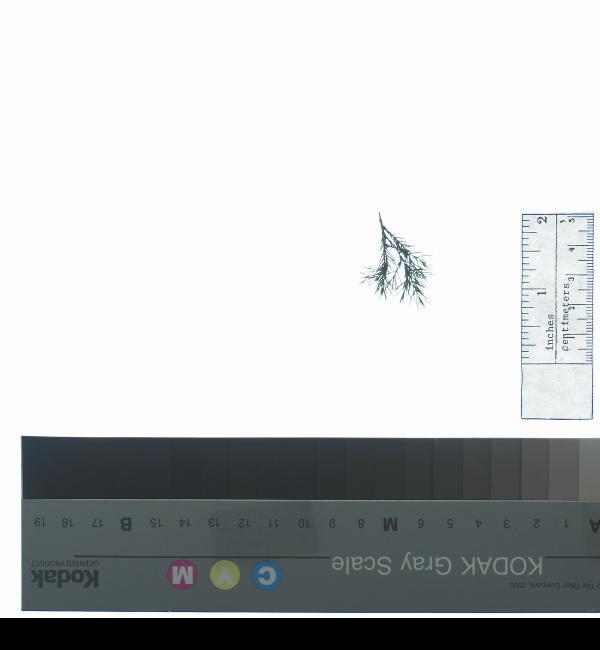 2 1
inches
5 4 3 2
centimeters
19 18 17 B 15 14 13 12 11 10 9 8 M 6 5 4 3 2 1 A
KODAK Gray Scale
C Y M
Kodak
LICENSED PRODUCT
The Tiffen Company, 2000